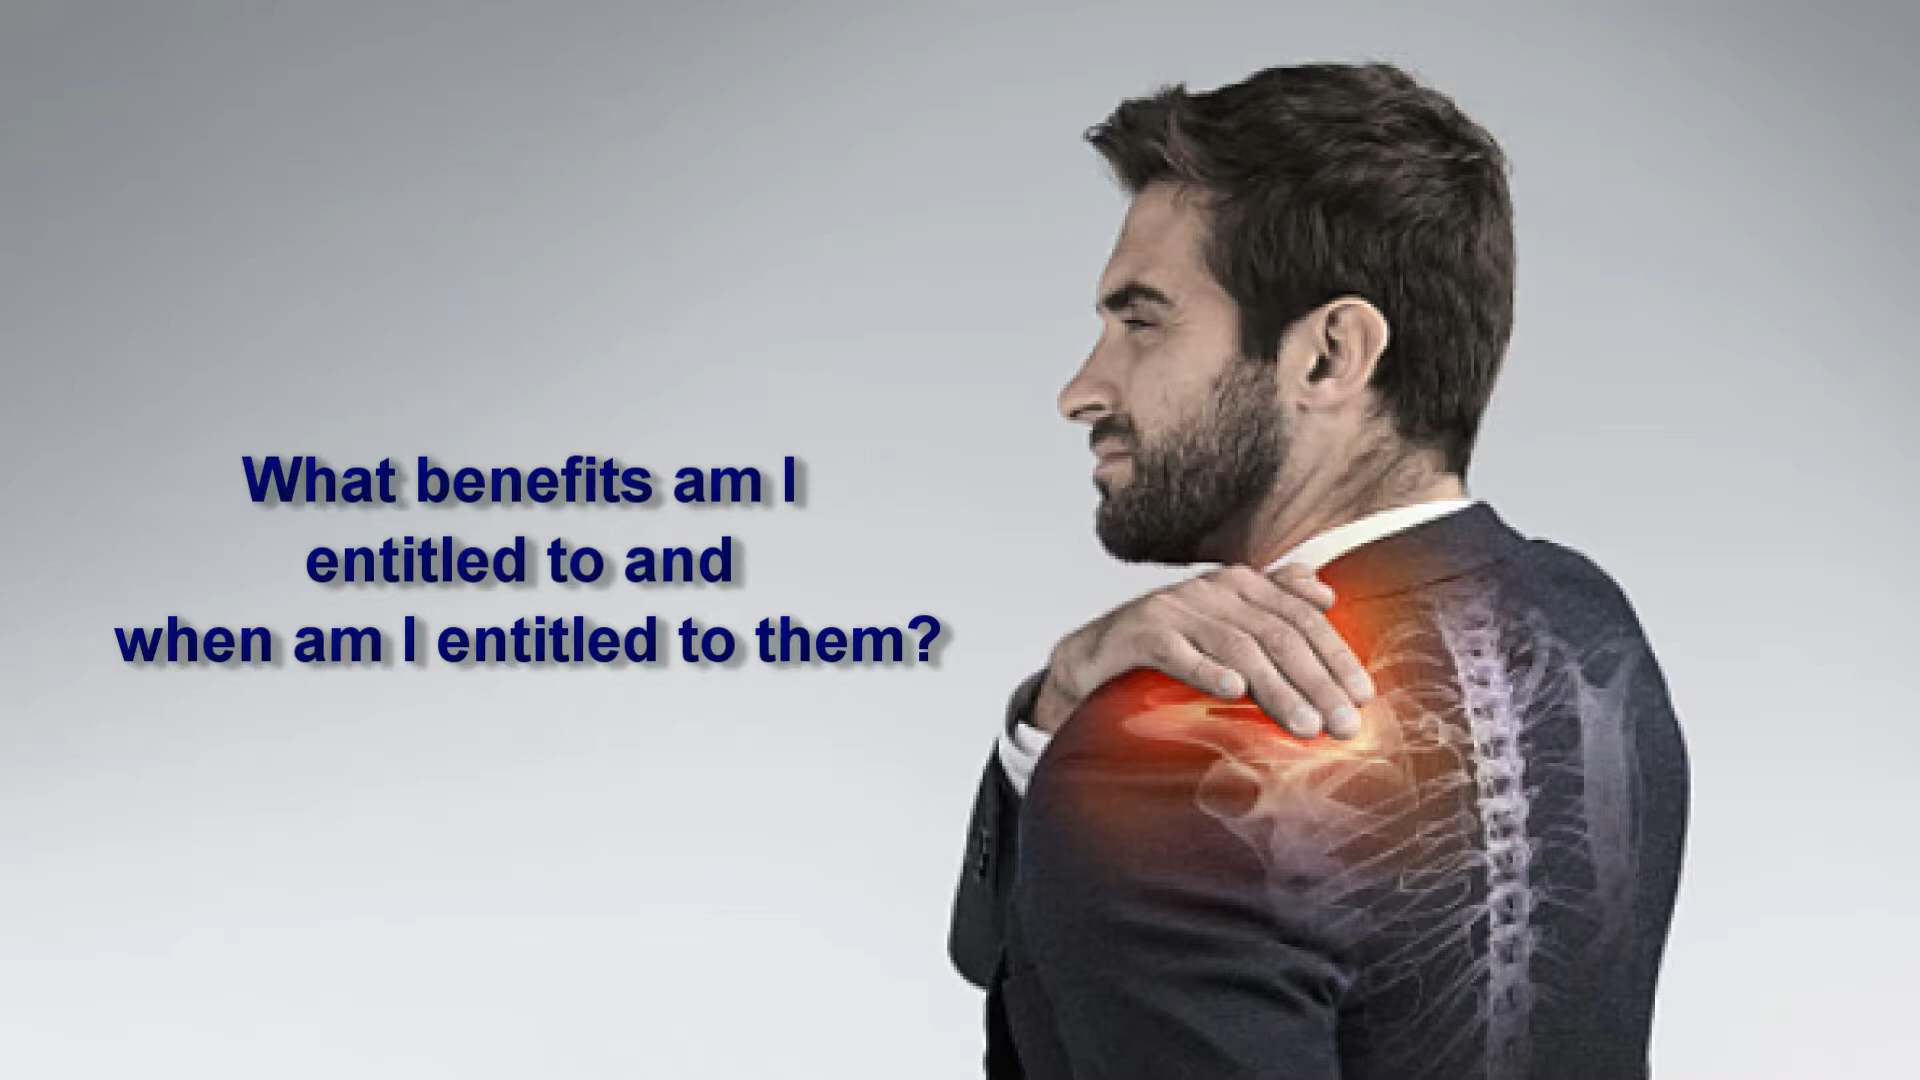 What benefits am I
entitled to and
when am I entitled to them?